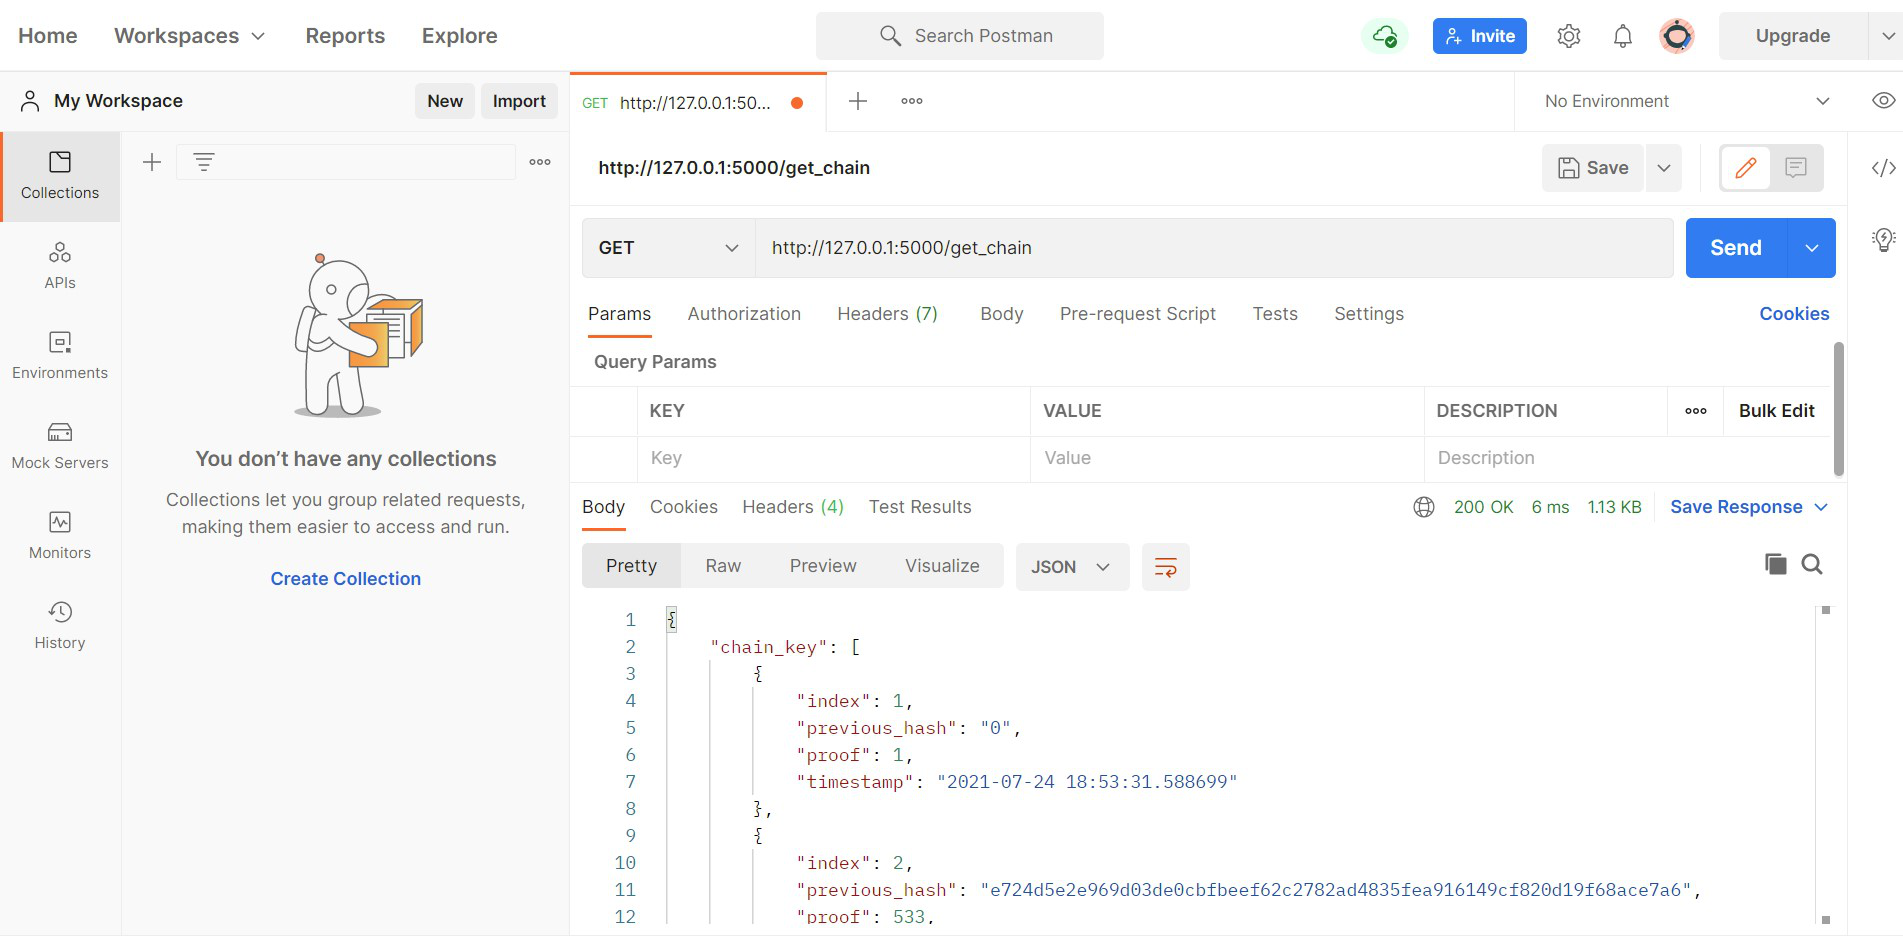 Home Workspaces Reports Explore Search Postman Invite Upgrade
My Workspace New Import GET http://127.0.0.1:50... No Environment
Collections
APIs
Environments
Mock Servers
Monitors
History
You don’t have any collections
Collections let you group related requests,
making them easier to access and run.
Create Collection
http://127.0.0.1:5000/get_chain Save
GET http://127.0.0.1:5000/get_chain Send
Params Authorization Headers (7) Body Pre-request Script Tests Settings Cookies
Query Params
KEY VALUE DESCRIPTION Bulk Edit
Key Value Description
Body Cookies Headers (4) Test Results 200 OK 6 ms 1.13 KB Save Response
Pretty Raw Preview Visualize JSON
1 {
2 "chain_key": [
3 {
4 "index": 1,
5 "previous_hash": "0",
6 "proof": 1,
7 "timestamp": "2021-07-24 18:53:31.588699"
8 },
9 {
10 "index": 2,
11 "previous_hash": "e724d5e2e969d03de0cbfbeef62c2782ad4835fea916149cf820d19f68ace7a6",
12 "proof": 533,